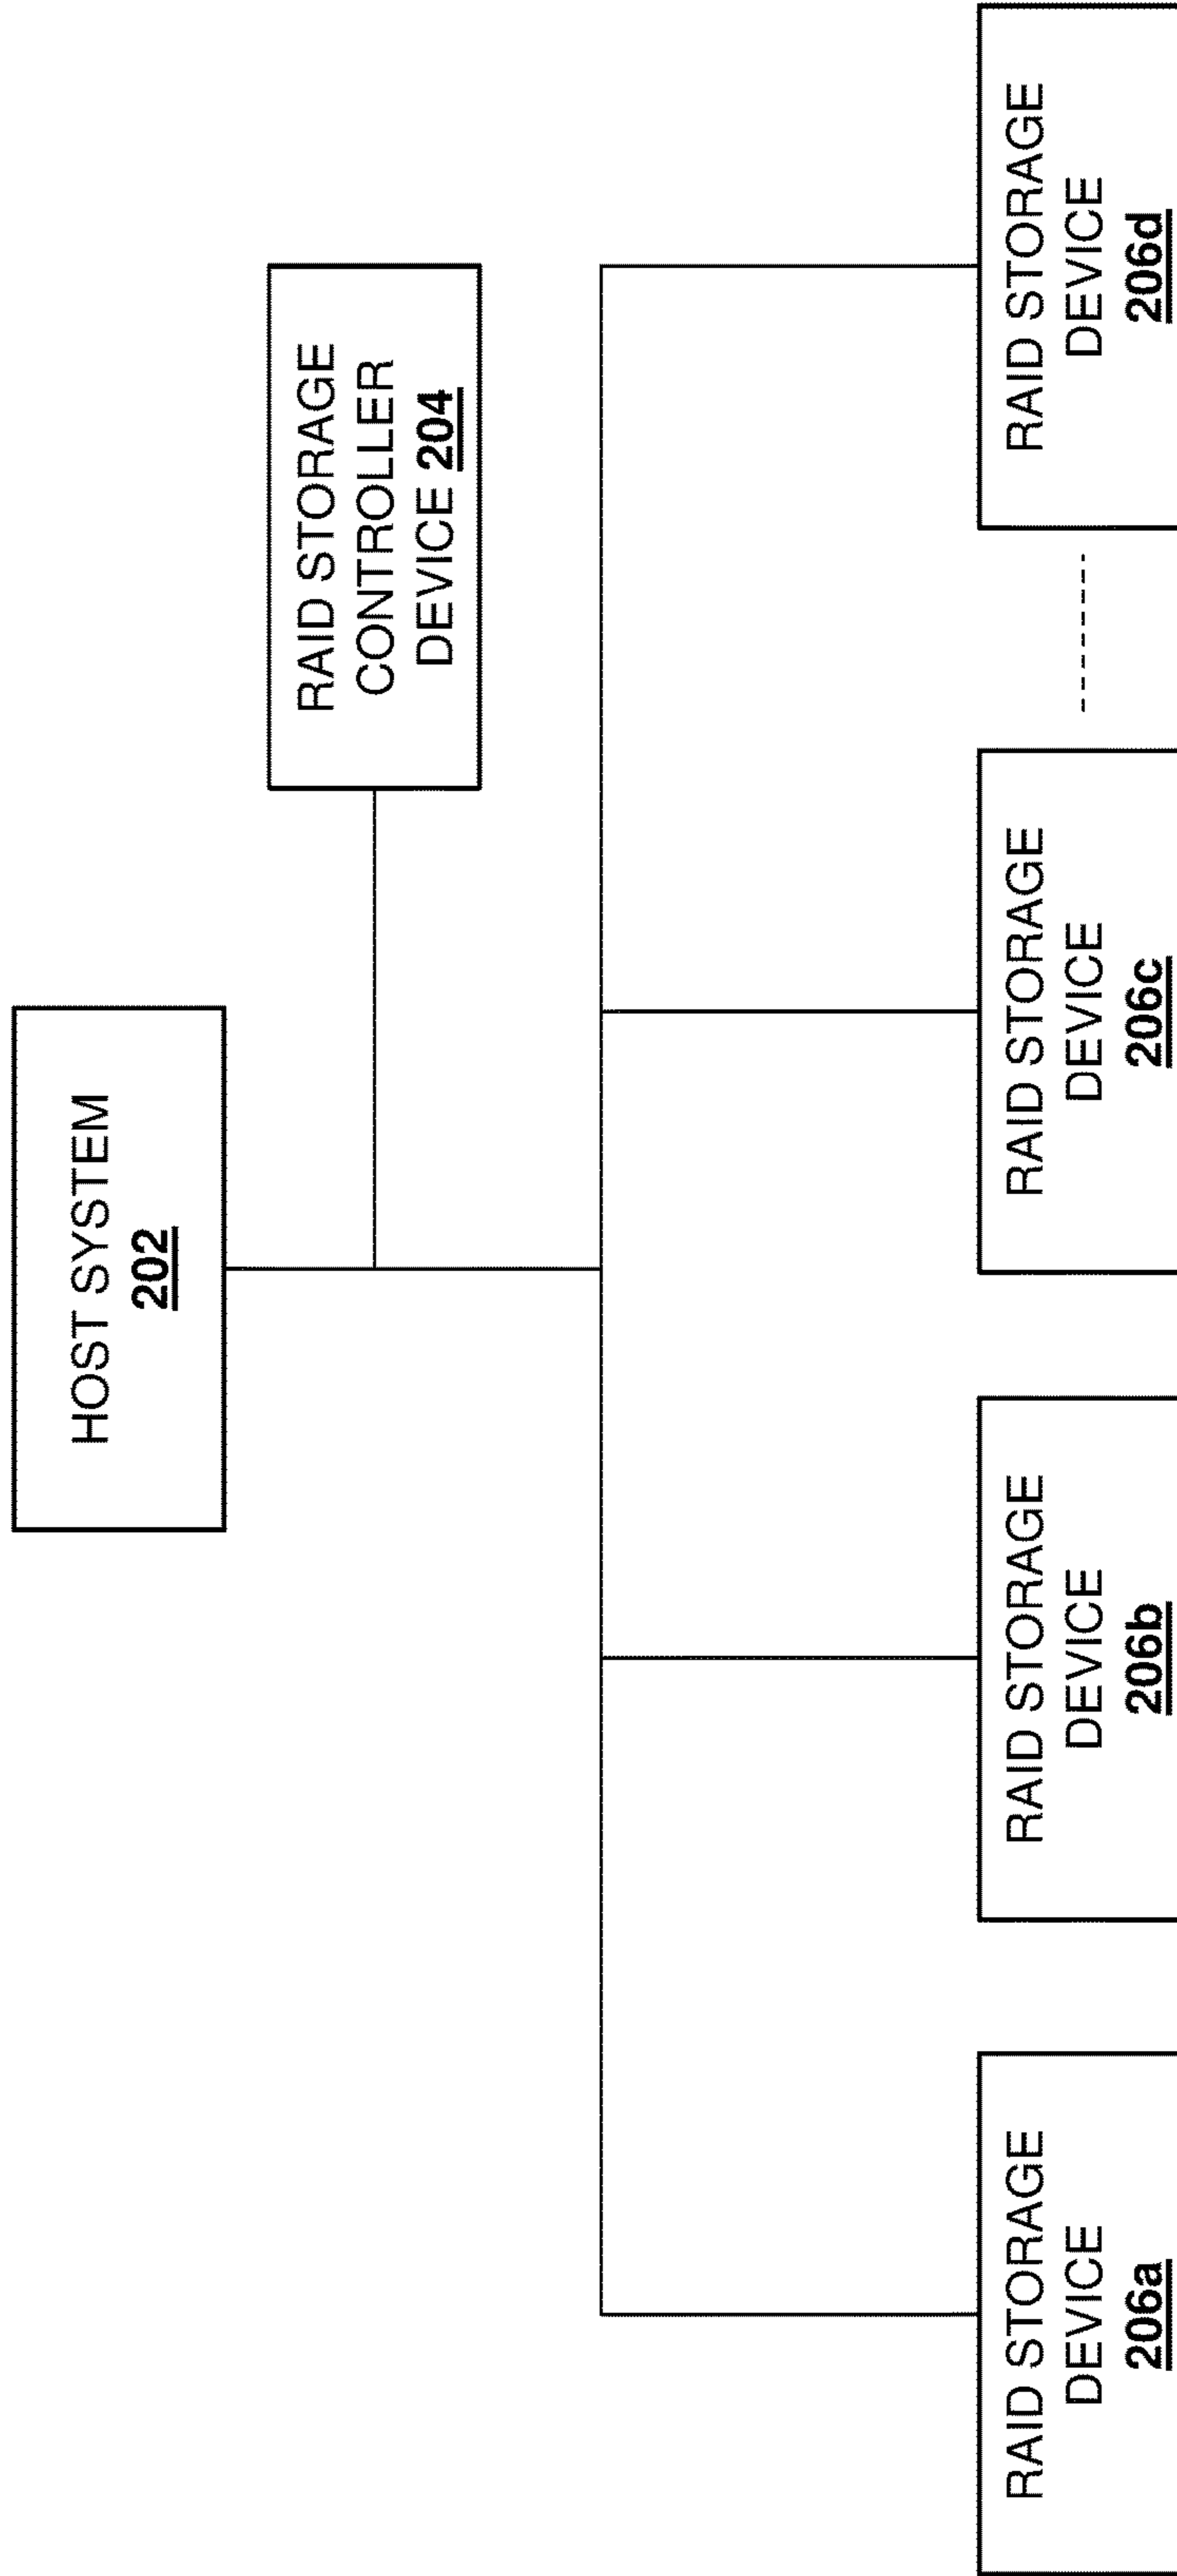 HOST SYSTEM
202
RAID STORAGE
CONTROLLER
DEVICE 204
RAID STORAGE
DEVICE
206a
RAID STORAGE
DEVICE
206b
RAID STORAGE
DEVICE
206c
RAID STORAGE
DEVICE
206d